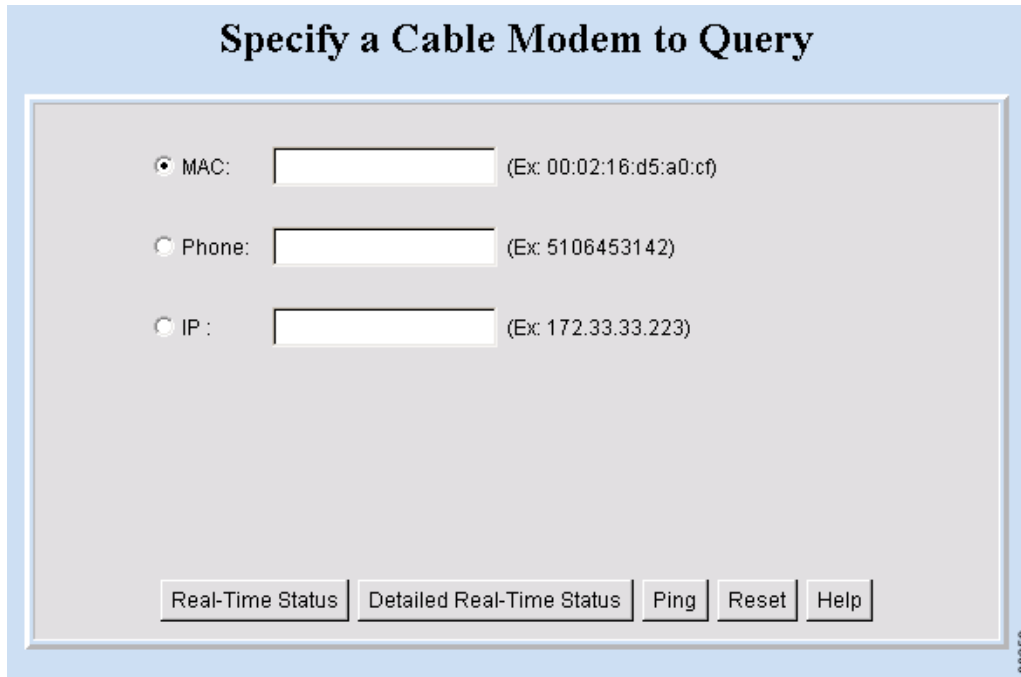 Specify a Cable Modem to Query
MAC: (Ex: 00:02:16:d5:a0:cf)
Phone: (Ex: 5106453142)
IP : (Ex: 172.33.33.223)
Real-Time Status Detailed Real-Time Status Ping Reset Help